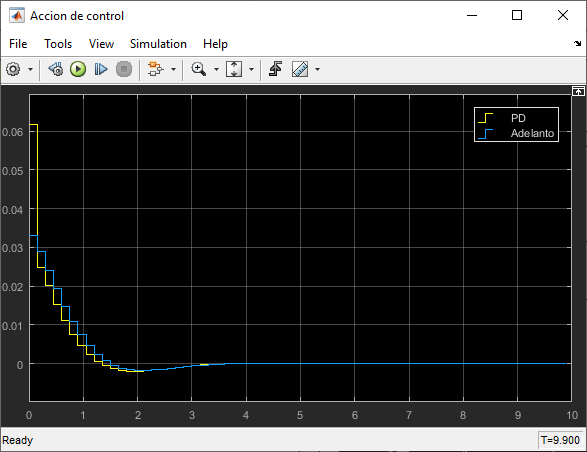 Accion de control
File Tools View Simulation Help
PD
Adelanto
0.06
0.05
0.04
0.03
0.02
0.01
0
0 1 2 3 4 5 6 7 8 9 10
Ready T=9.900